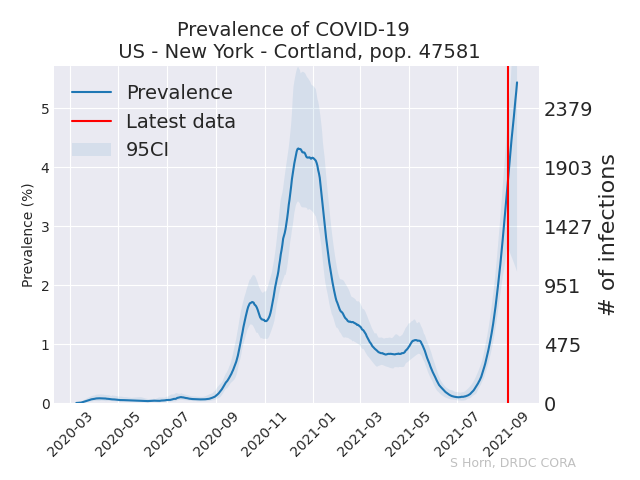 Prevalence of COVID-19
US - New York - Cortland, pop. 47581
Prevalence
Latest data
95CI
Prevalence (%)
5
4
3
2
1
0
2379
1903
1427
951
475
0
# of infections
2020-03
2020-05
2020-07
2020-09
2020-11
2021-01
2021-03
2021-05
2021-07
2021-09
S Horn, DRDC CORA